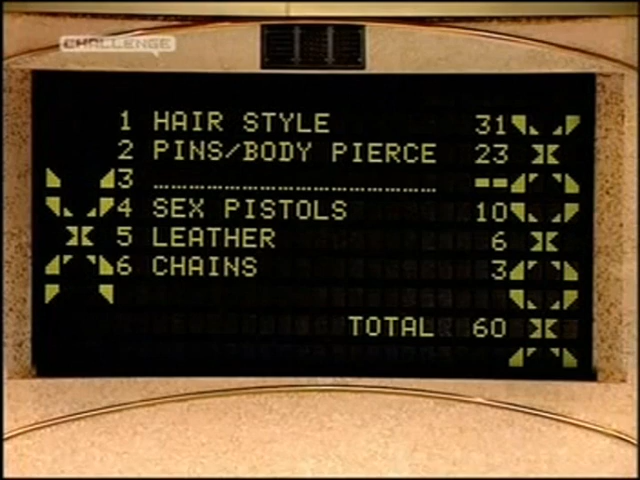 CHALLENGE
1 HAIR STYLE 31
2 PINS/BODY PIERCE 23
3 ........................................ --
4 SEX PISTOLS 10
5 LEATHER 6
6 CHAINS 3
TOTAL 60